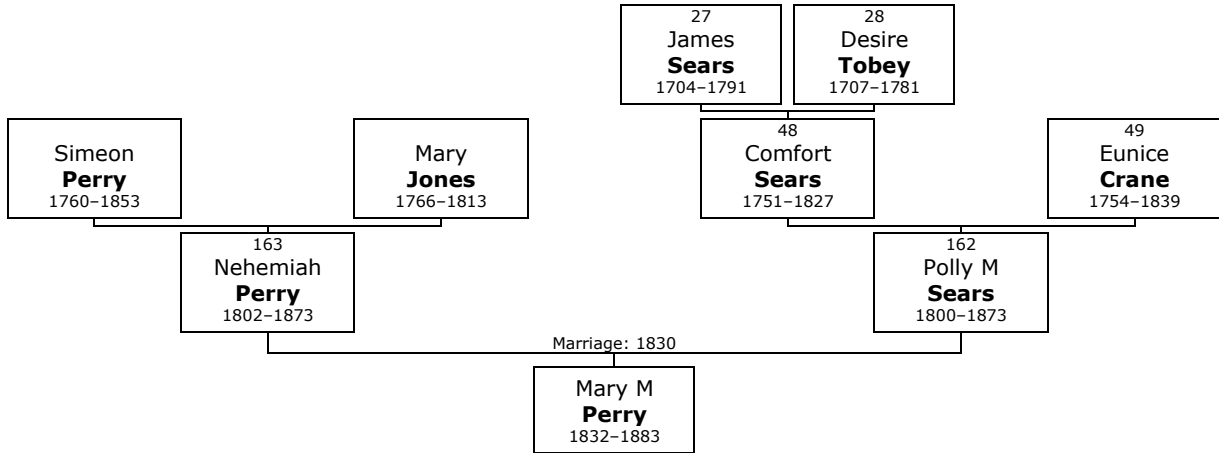 27
James
Sears
1704–1791
28
Desire
Tobey
1707–1781
Simeon
Perry
1760–1853
Mary
Jones
1766–1813
48
Comfort
Sears
1751–1827
49
Eunice
Crane
1754–1839
163
Nehemiah
Perry
1802–1873
162
Polly M
Sears
1800–1873
Marriage: 1830
Mary M
Perry
1832–1883